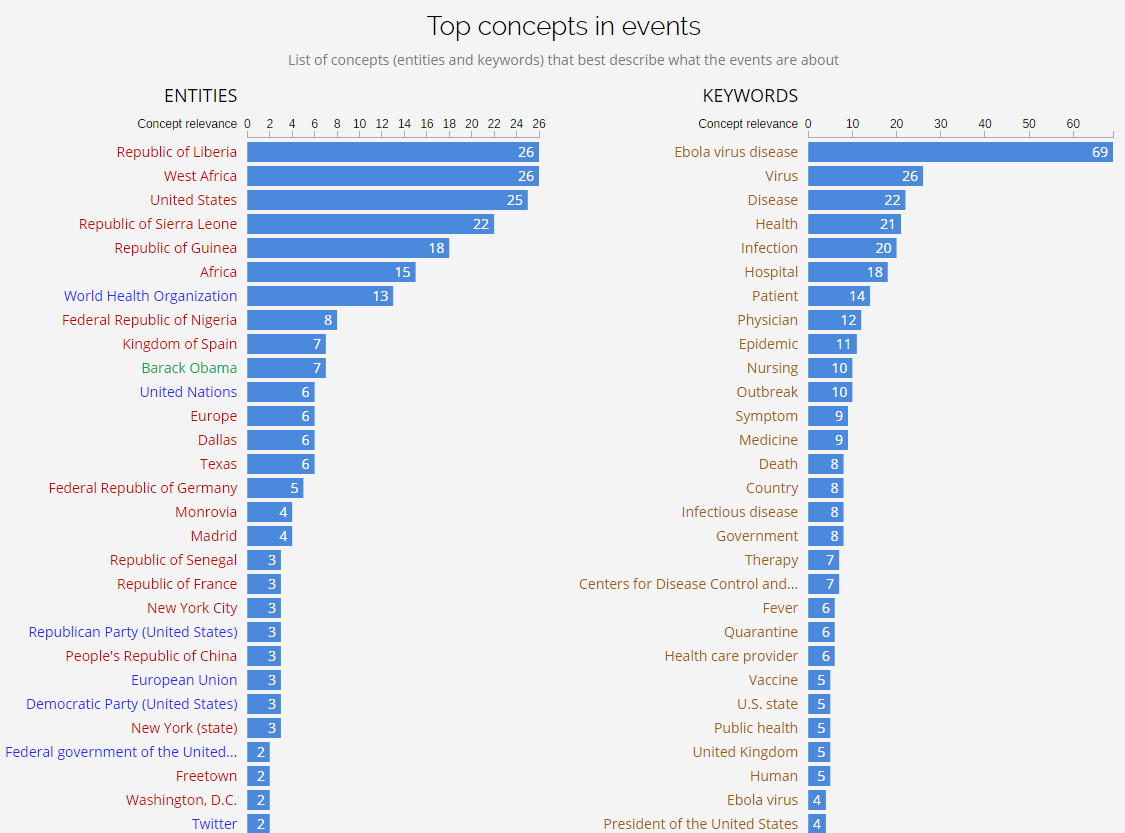 Top concepts in events
List of concepts (entities and keywords) that best describe what the events are about
ENTITIES
Concept relevance 0 2 4 6 8 10 12 14 16 18 20 22 24 26
Republic of Liberia 26
West Africa 26
United States 25
Republic of Sierra Leone 22
Republic of Guinea 18
Africa 15
World Health Organization 13
Federal Republic of Nigeria 8
Kingdom of Spain 7
Barack Obama 7
United Nations 6
Europe 6
Dallas 6
Texas 6
Federal Republic of Germany 5
Monrovia 4
Madrid 4
Republic of Senegal 3
Republic of France 3
New York City 3
Republican Party (United States) 3
People's Republic of China 3
European Union 3
Democratic Party (United States) 3
New York (state) 3
Federal government of the United... 2
Freetown 2
Washington, D.C. 2
Twitter 2
KEYWORDS
Concept relevance 0 10 20 30 40 50 60
Ebola virus disease 69
Virus 26
Disease 22
Health 21
Infection 20
Hospital 18
Patient 14
Physician 12
Epidemic 11
Nursing 10
Outbreak 10
Symptom 9
Medicine 9
Death 8
Country 8
Infectious disease 8
Government 8
Therapy 7
Centers for Disease Control and... 7
Fever 6
Quarantine 6
Health care provider 6
Vaccine 5
U.S. state 5
Public health 5
United Kingdom 5
Human 5
Ebola virus 4
President of the United States 4